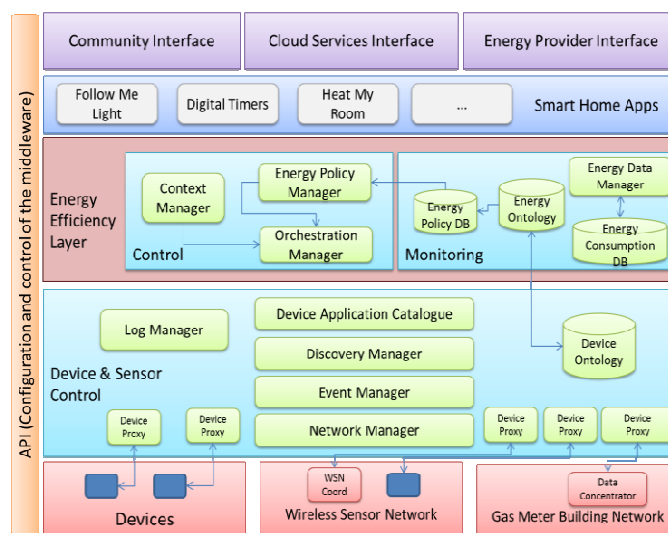 API (Configuration and control of the middleware)
Community Interface
Cloud Services Interface
Energy Provider Interface
Follow Me
Light
Digital Timers
Heat My
Room
...
Smart Home Apps
Energy
Efficiency
Layer
Context
Manager
Energy Policy
Manager
Orchestration
Manager
Control
Energy
Policy DB
Energy
Ontology
Energy Data
Manager
Energy
Consumption
DB
Monitoring
Log Manager
Device Application Catalogue
Discovery Manager
Event Manager
Network Manager
Device
Ontology
Device & Sensor
Control
Device
Proxy
Device
Proxy
Device
Proxy
Device
Proxy
Device
Proxy
Devices
WSN
Coord
Wireless Sensor Network
Data
Concentrator
Gas Meter Building Network